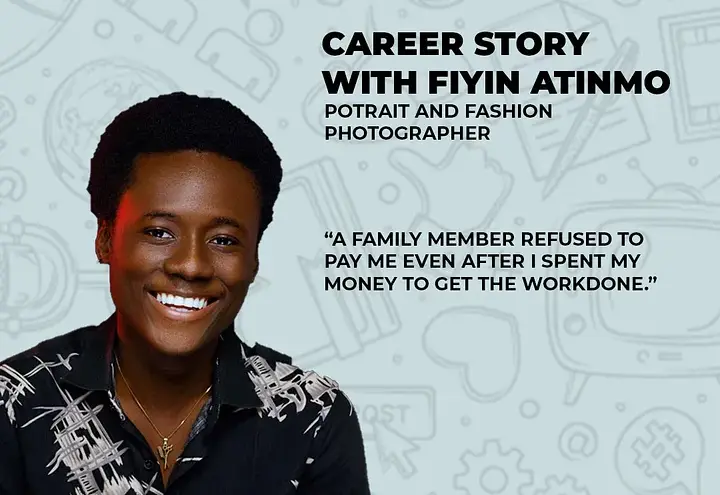 CAREER STORY
WITH FIYIN ATINMO
POTRAIT AND FASHION
PHOTOGRAPHER
“A FAMILY MEMBER REFUSED TO
PAY ME EVEN AFTER I SPENT MY
MONEY TO GET THE WORKDONE.”
OST